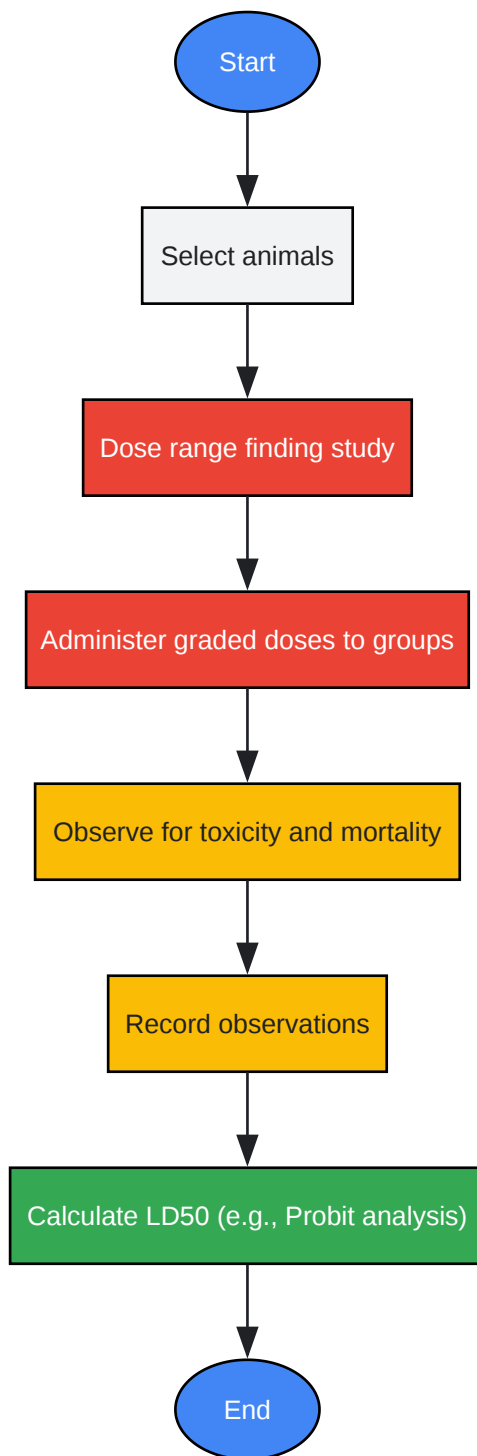 Start
Select animals
Dose range finding study
Administer graded doses to groups
Observe for toxicity and mortality
Record observations
Calculate LD50 (e.g., Probit analysis)
End